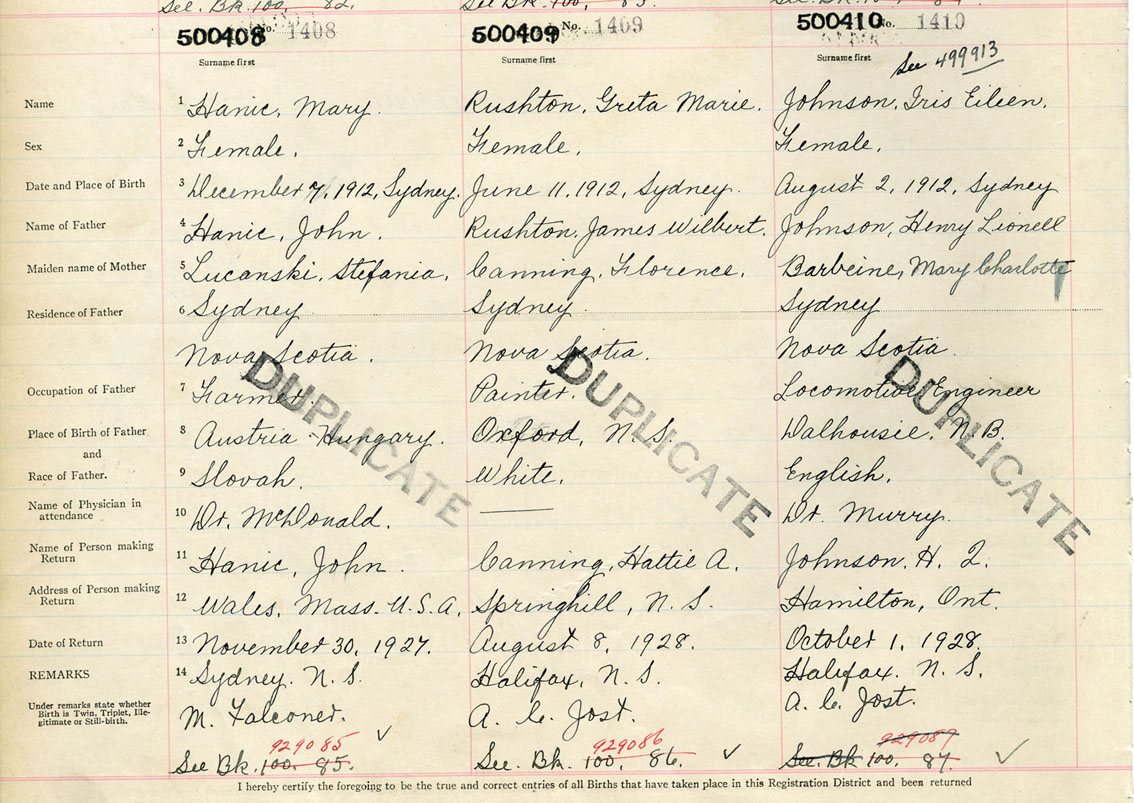 See. Bk. 100. 82. See Bk. 100. 83.
500408 No. 1408 500409 No. 1409 500410 No. 1410
Surname first Surname first Surname first See 499913
Name 1 Hanic, Mary. Rushton, Greta Marie. Johnson, Iris Eileen.
Sex 2 Female. Female. Female.
Date and Place of Birth 3 December 7, 1912, Sydney. June 11, 1912, Sydney. August 2, 1912, Sydney
Name of Father 4 Hanic, John. Rushton, James Wilbert. Johnson, Henry Lionell
Maiden name of Mother 5 Lucanski, Stefania. Canning, Florence. Barbeine, Mary Charlotte
Residence of Father 6 Sydney Sydney Sydney
Nova Scotia. Nova Scotia. Nova Scotia.
Occupation of Father 7 Farmer. Painter. Locomotive Engineer
Place of Birth of Father 8 Austria-Hungary. Oxford, N. S. Dalhousie, N. B.
and
Race of Father. 9 Slovah. White. English.
Name of Physician in
attendance 10 Dr. McDonald. Dr. Murry.
Name of Person making
Return 11 Hanic, John. Canning, Hattie A. Johnson, H. L.
Address of Person making
Return 12 Wales, Mass. U.S.A. Springhill, N. S. Hamilton, Ont.
Date of Return 13 November 30, 1927. August 8, 1928. October 1, 1928.
REMARKS 14 Sydney. N. S. Halifax, N. S. Halifax. N. S.
Under remarks state whether
Birth is Twin, Triplet, Ille-
gitimate or Still-birth. M. Falconer. A. C. Jost. A. C. Jost.
929085 929086 929087
See Bk. 100. 85. See. Bk. 100. 86. See. Bk. 100. 87.
DUPLICATE DUPLICATE DUPLICATE
I hereby certify the foregoing to be the true and correct entries of all Births that have taken place in this Registration District and been returned